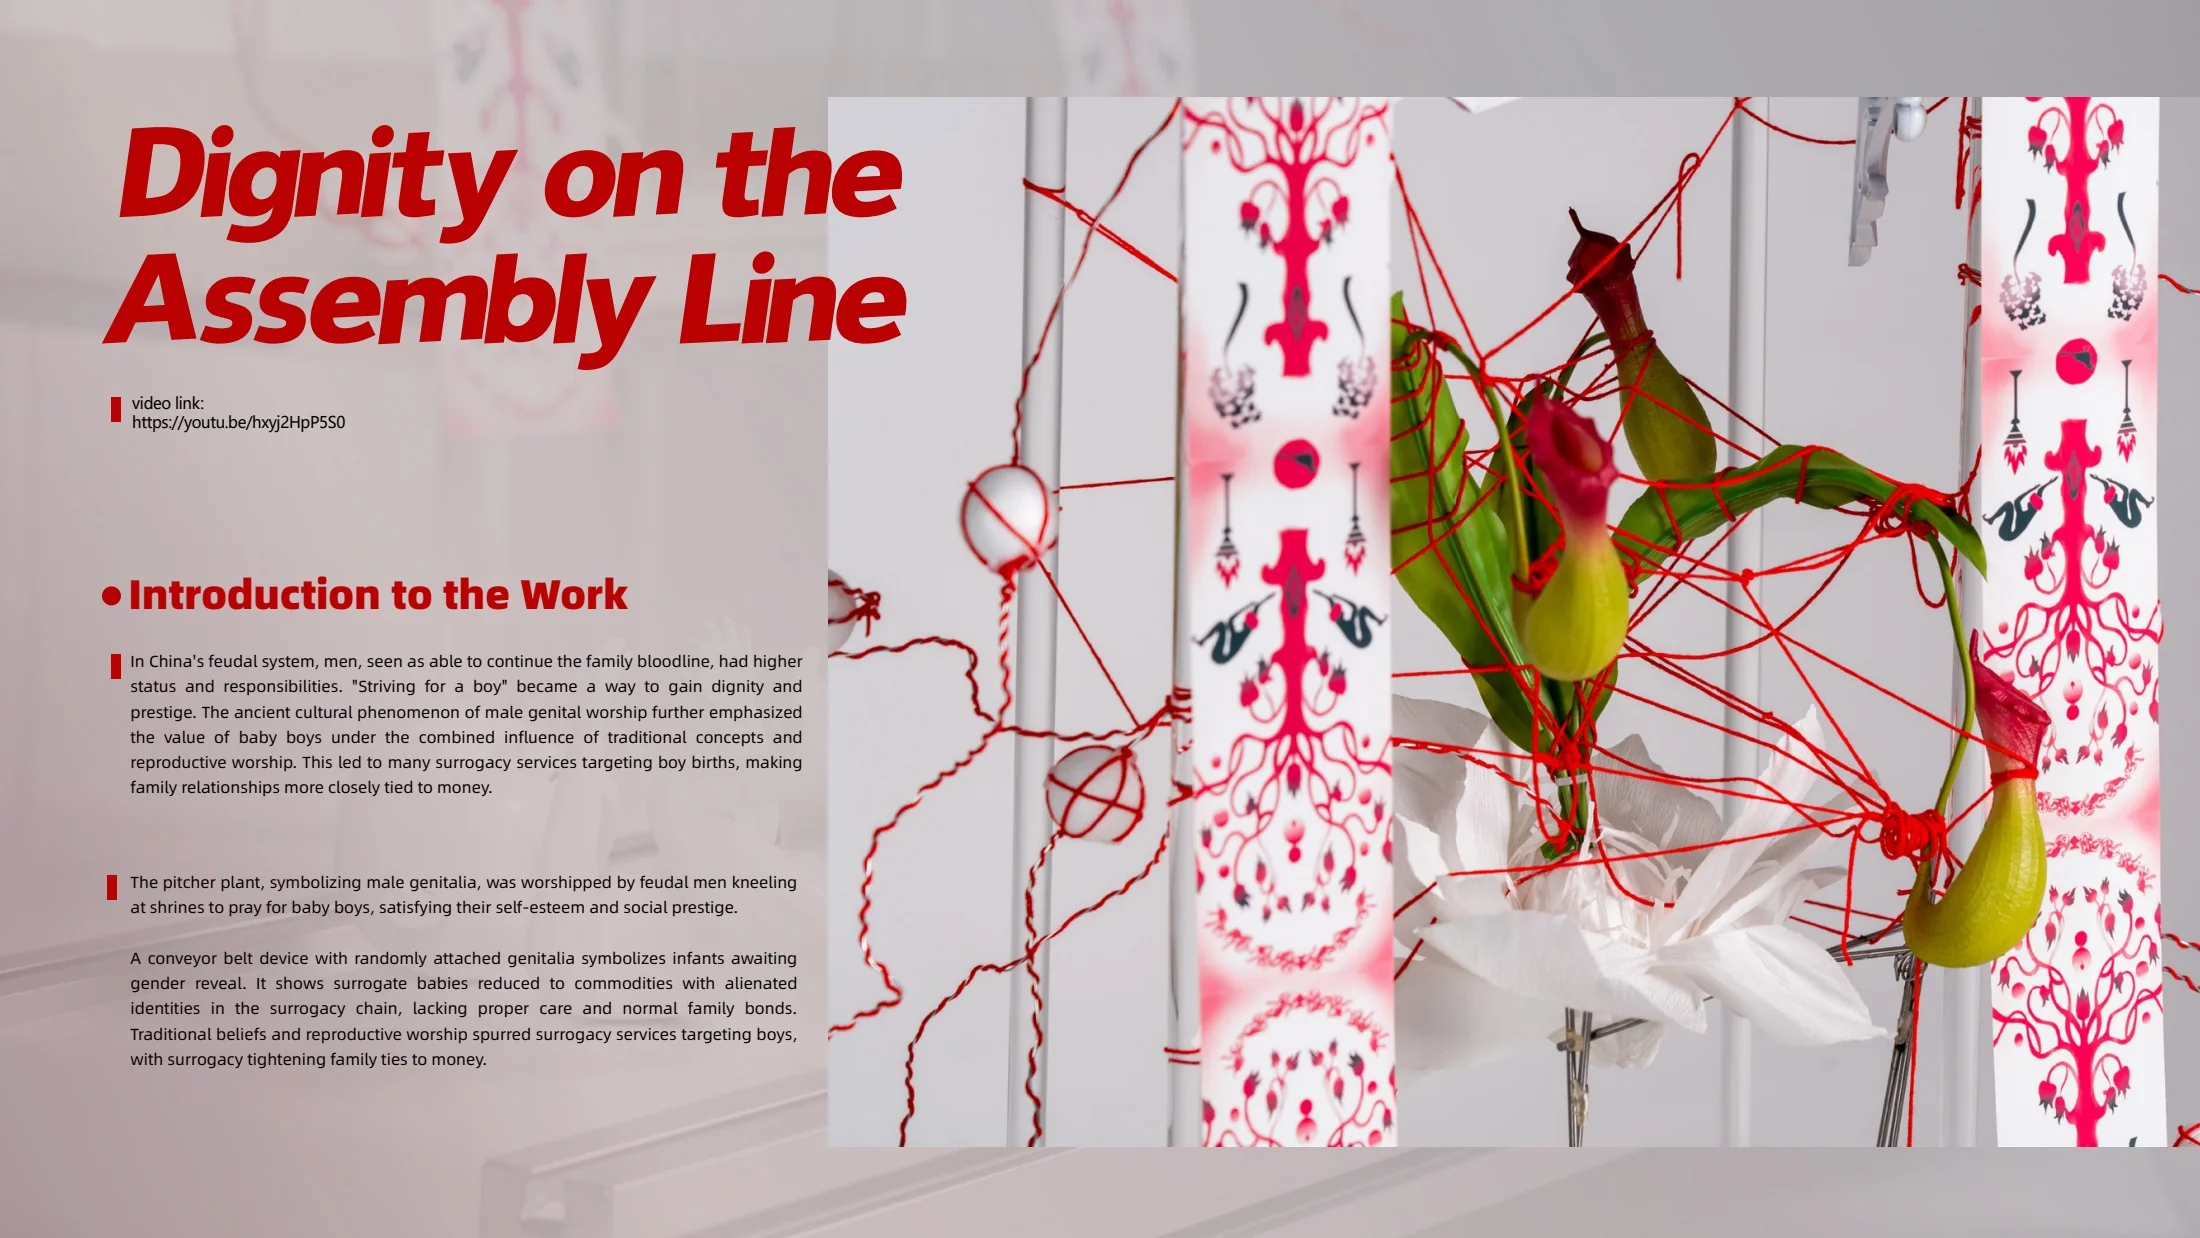 Dignity on the
Assembly Line
video link:
https://youtu.be/hxyj2HpP5S0
Introduction to the Work
In China's feudal system, men, seen as able to continue the family bloodline, had higher
status and responsibilities. "Striving for a boy" became a way to gain dignity and
prestige. The ancient cultural phenomenon of male genital worship further emphasized
the value of baby boys under the combined influence of traditional concepts and
reproductive worship. This led to many surrogacy services targeting boy births, making
family relationships more closely tied to money.
The pitcher plant, symbolizing male genitalia, was worshipped by feudal men kneeling
at shrines to pray for baby boys, satisfying their self-esteem and social prestige.
A conveyor belt device with randomly attached genitalia symbolizes infants awaiting
gender reveal. It shows surrogate babies reduced to commodities with alienated
identities in the surrogacy chain, lacking proper care and normal family bonds.
Traditional beliefs and reproductive worship spurred surrogacy services targeting boys,
with surrogacy tightening family ties to money.